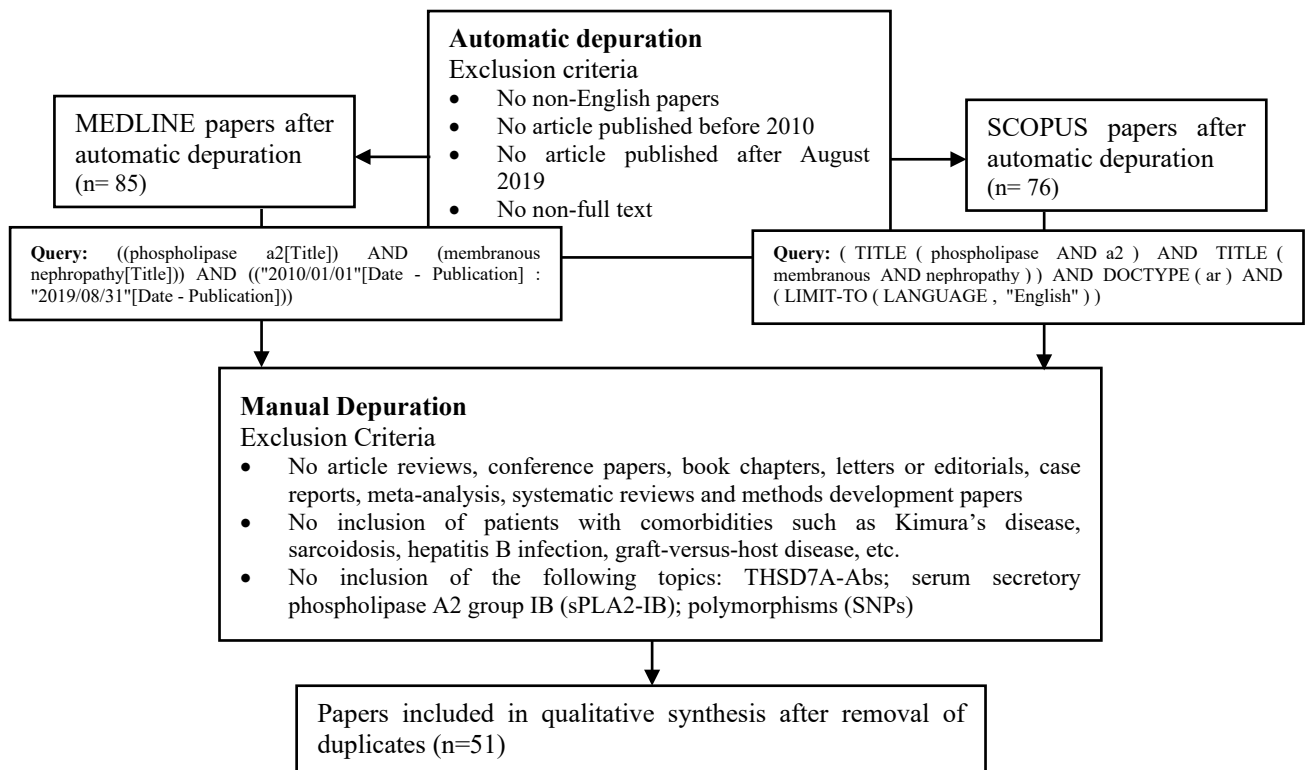 Automatic depuration
Exclusion criteria
• No non-English papers
• No article published before 2010
• No article published after August
2019
• No non-full text
MEDLINE papers after
automatic depuration
(n= 85)
SCOPUS papers after
automatic depuration
(n= 76)
Query: ((phospholipase a2[Title]) AND (membranous
nephropathy[Title])) AND (("2010/01/01"[Date - Publication] :
"2019/08/31"[Date - Publication]))
Query: ( TITLE ( phospholipase AND a2 ) AND TITLE (
membranous AND nephropathy ) ) AND DOCTYPE ( ar ) AND
( LIMIT-TO ( LANGUAGE , "English" ) )
Manual Depuration
Exclusion Criteria
• No article reviews, conference papers, book chapters, letters or editorials, case
reports, meta-analysis, systematic reviews and methods development papers
• No inclusion of patients with comorbidities such as Kimura’s disease,
sarcoidosis, hepatitis B infection, graft-versus-host disease, etc.
• No inclusion of the following topics: THSD7A-Abs; serum secretory
phospholipase A2 group IB (sPLA2-IB); polymorphisms (SNPs)
Papers included in qualitative synthesis after removal of
duplicates (n=51)